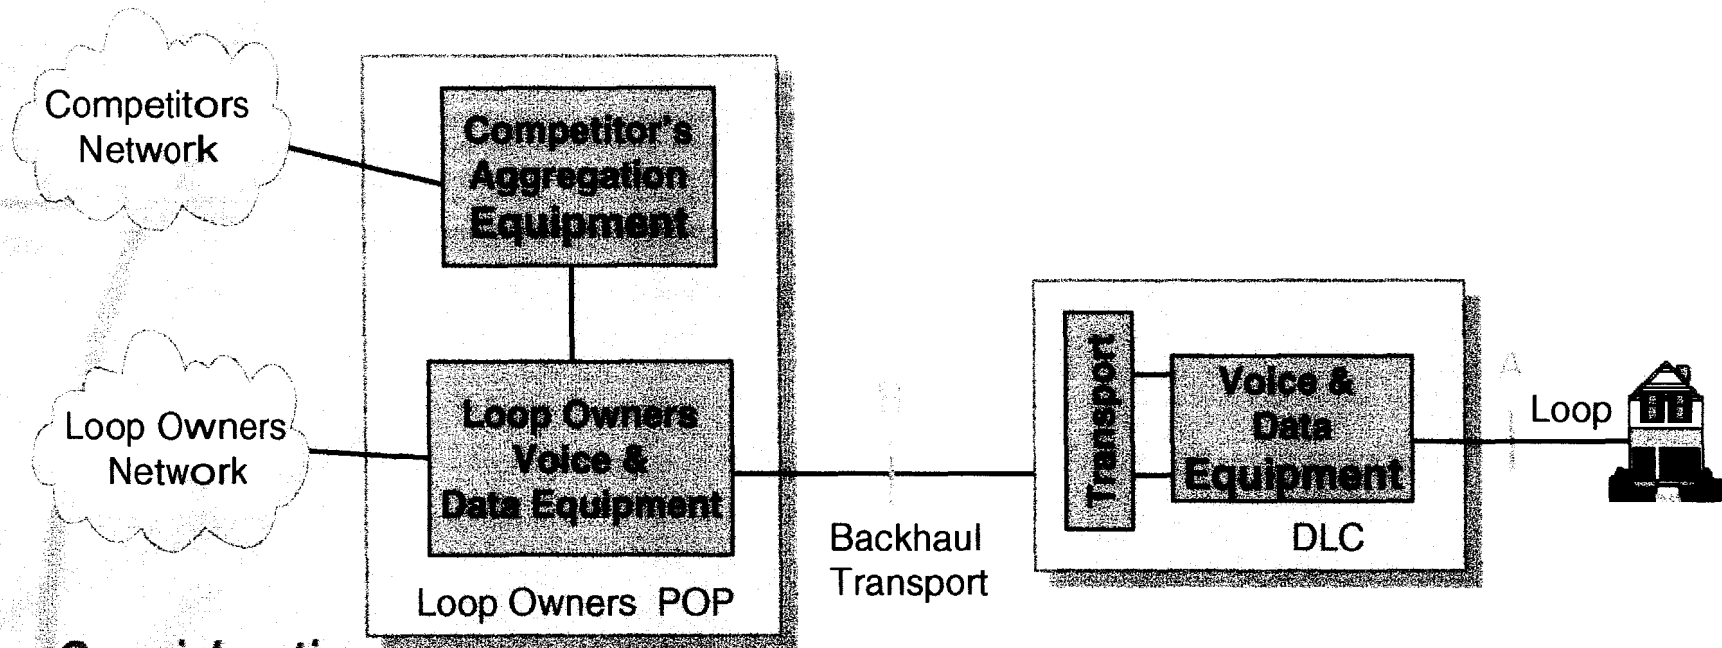 Competitors
Network
Competitor's
Aggregation
Equipment
Loop Owners
Network
Loop Owners
Voice &
Data Equipment
Loop Owners POP
Backhaul
Transport
Transport
Voice &
Data
Equipment
DLC
A
Loop